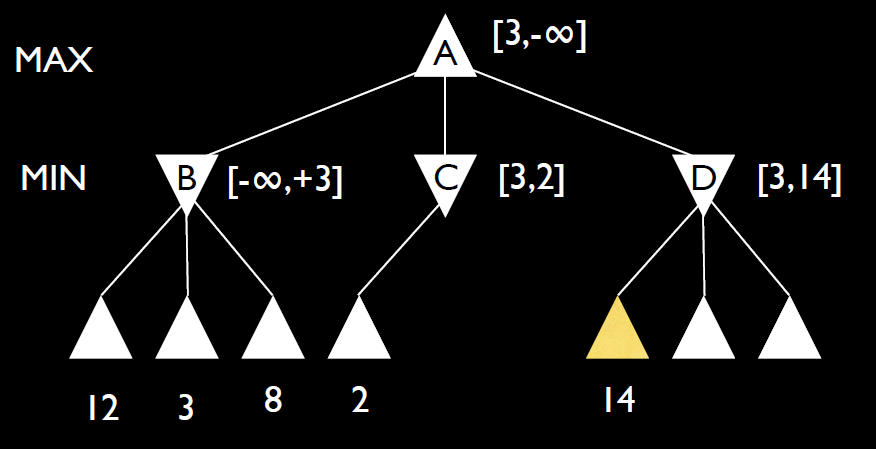 MAX A [3,-∞]
MIN B [-∞,+3] C [3,2] D [3,14]
12 3 8 2 14